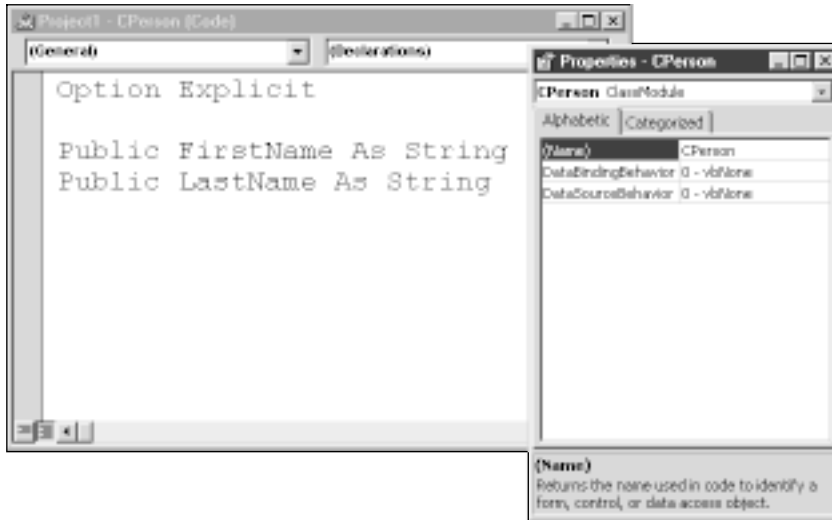 Project1 - CPerson (Code)
(General)
(Declarations)
Option Explicit
Public FirstName As String
Public LastName As String
Properties - CPerson
CPerson ClassModule
Alphabetic
Categorized
(Name)
CPerson
DataBindingBehavior
0 - vbNone
DataSourceBehavior
0 - vbNone
(Name)
Returns the name used in code to identify a
form, control, or data access object.